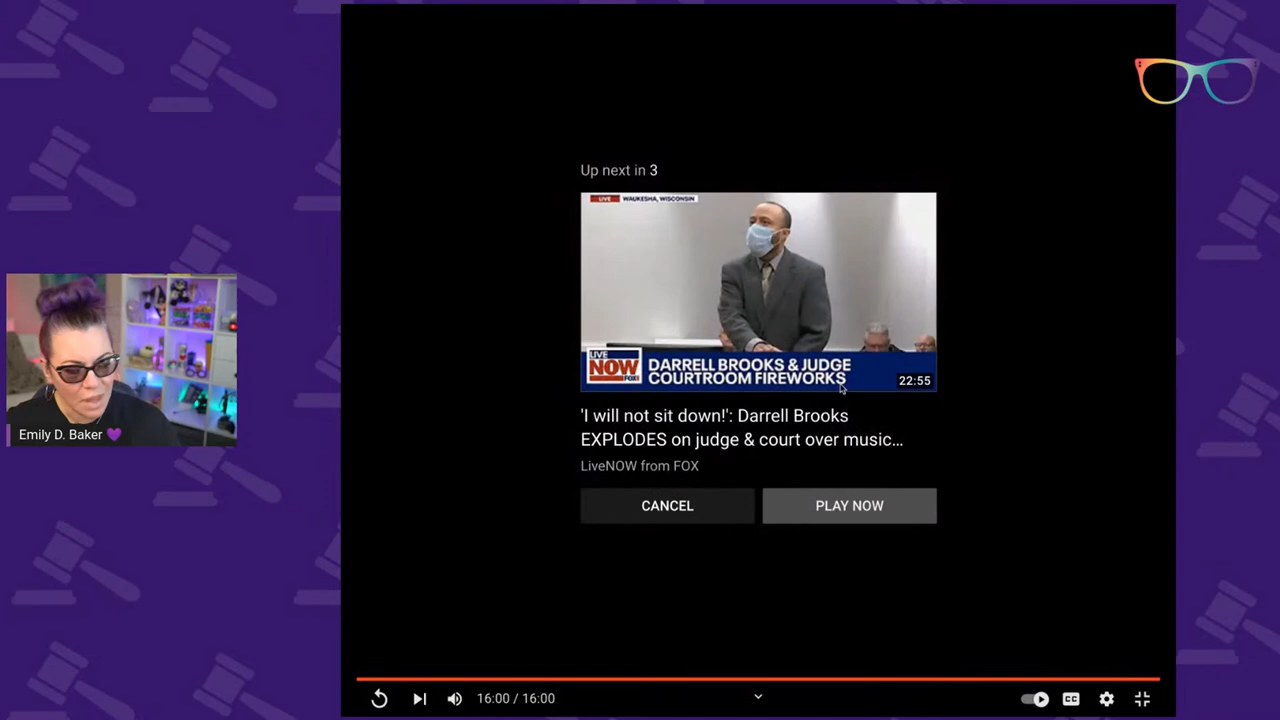 Up next in 3
LIVE WAUKESHA, WISCONSIN
LIVE
NOW
FOX
DARRELL BROOKS & JUDGE
COURTROOM FIREWORKS
22:55
'I will not sit down!': Darrell Brooks
EXPLODES on judge & court over music...
LiveNOW from FOX
CANCEL
PLAY NOW
Emily D. Baker 💜
16:00 / 16:00
CC